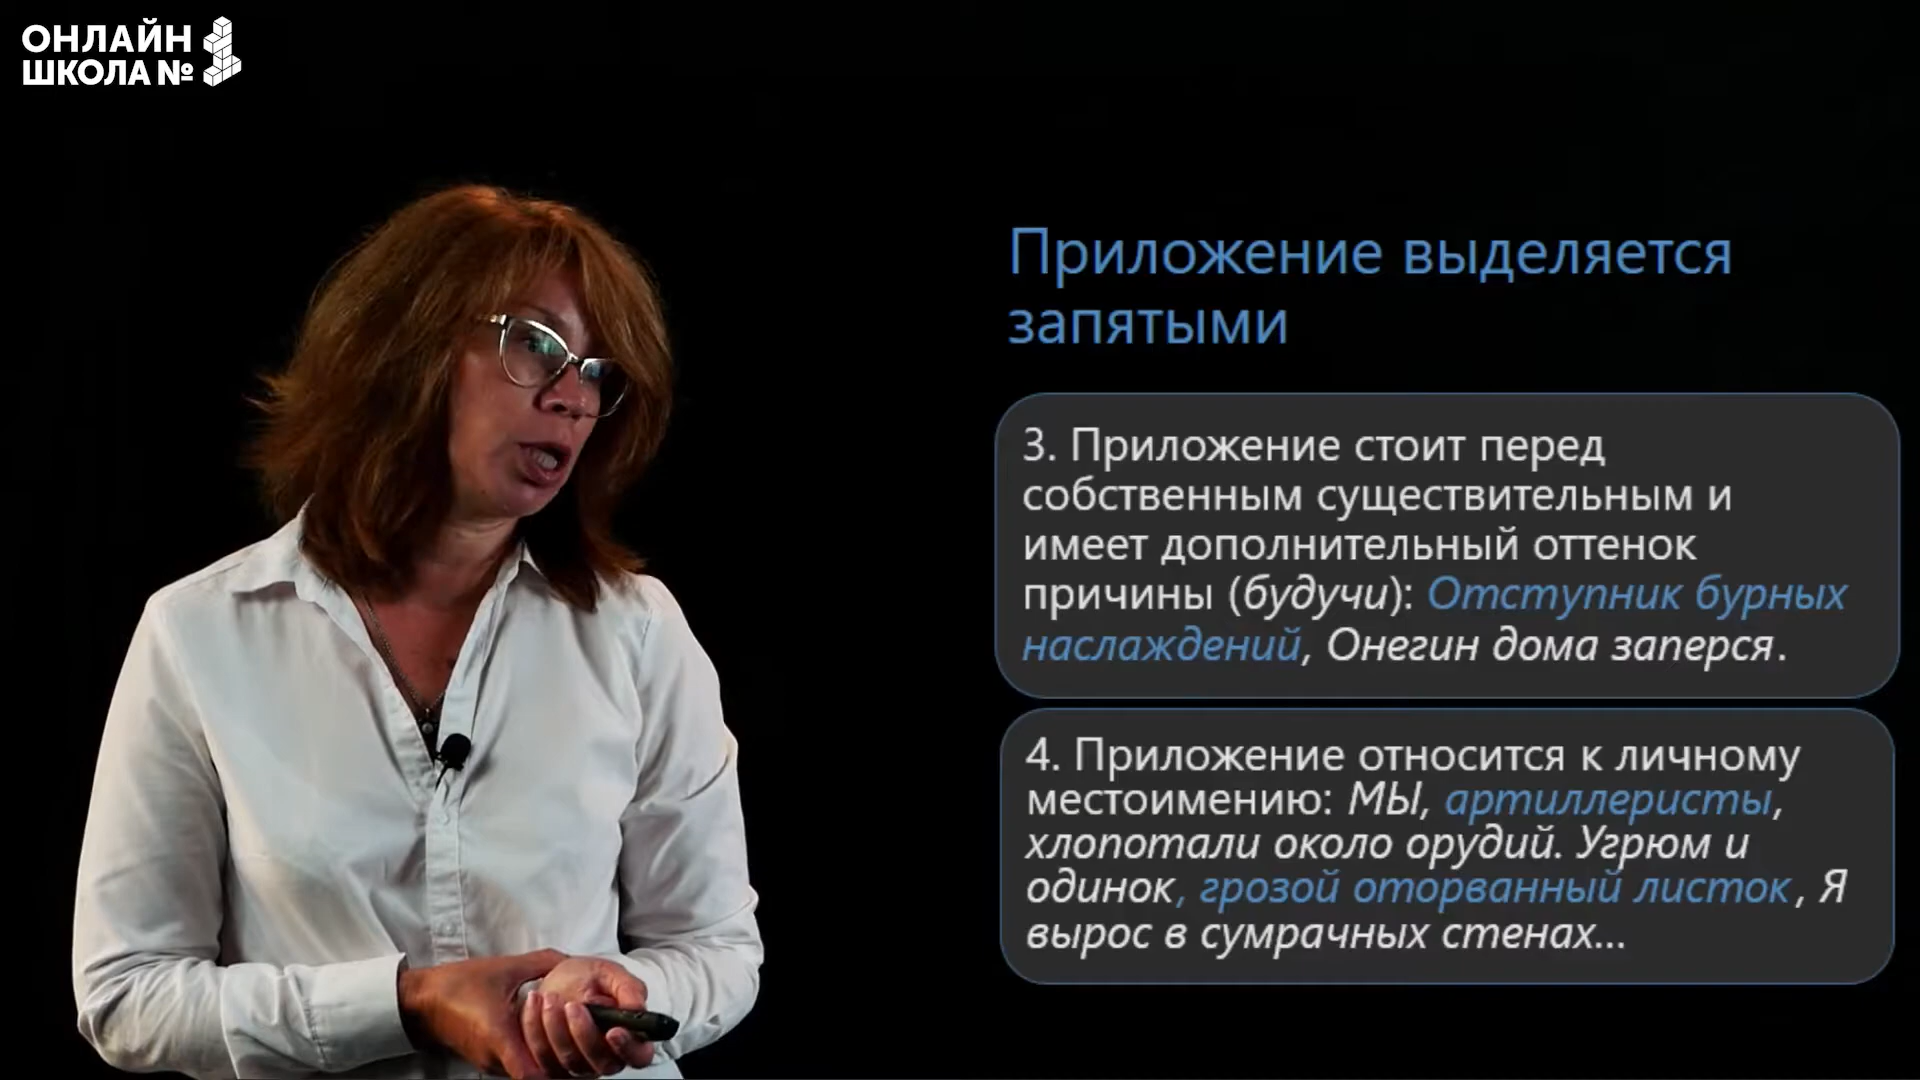 ОНЛАЙН
ШКОЛА №1
Приложение выделяется
запятыми
3. Приложение стоит перед
собственным существительным и
имеет дополнительный оттенок
причины (будучи): Отступник бурных
наслаждений, Онегин дома заперся.
4. Приложение относится к личному
местоимению: МЫ, артиллеристы,
хлопотали около орудий. Угрюм и
одинок, грозой оторванный листок, Я
вырос в сумрачных стенах...